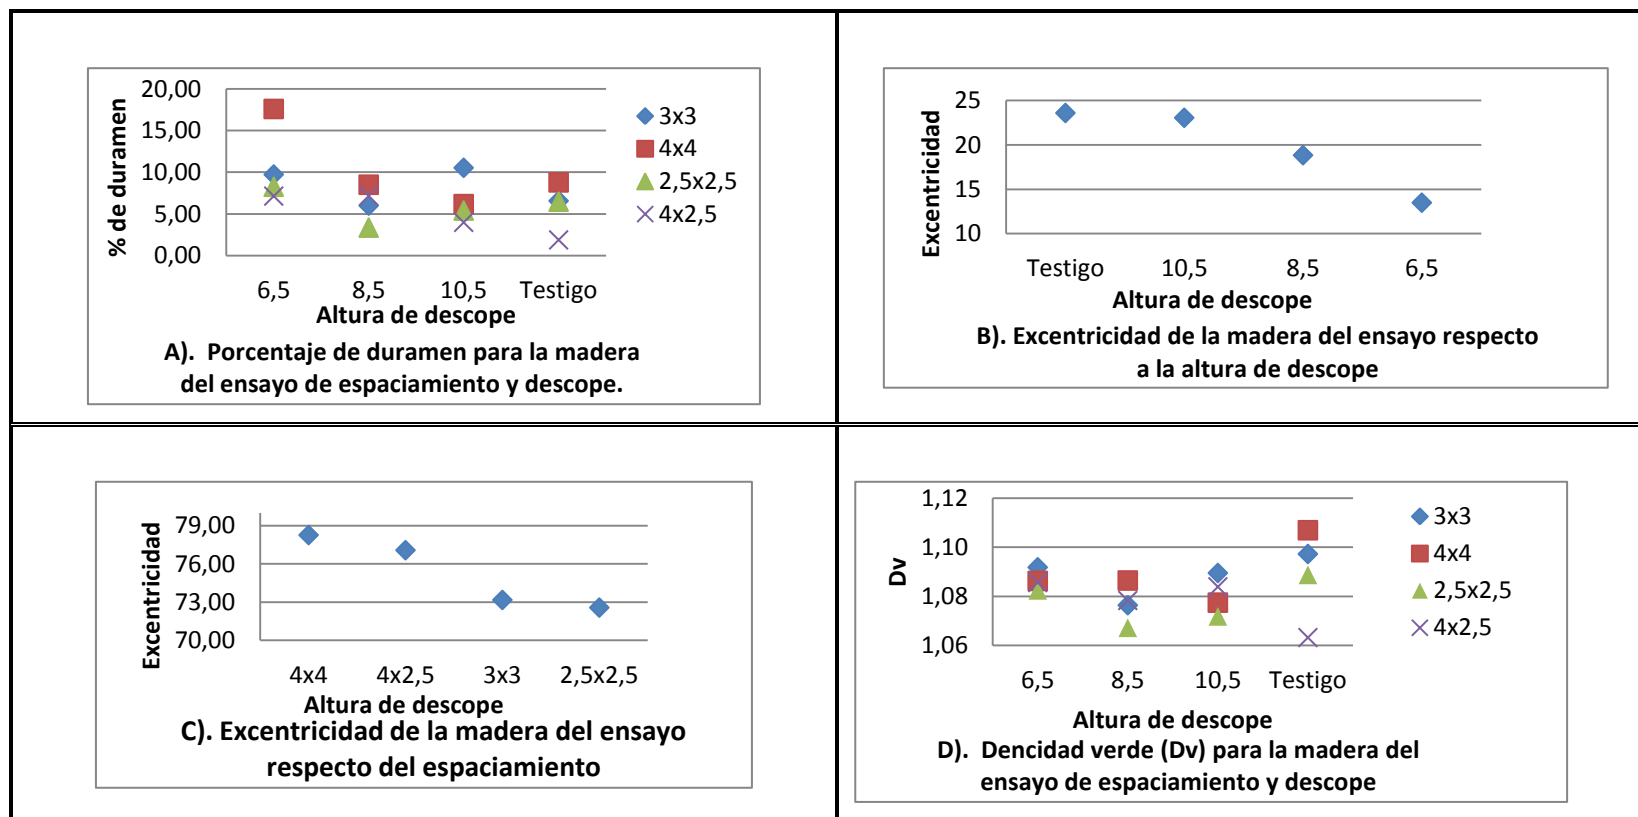 20,00
15,00
10,00
5,00
0,00
% de duramen
6,5 8,5 10,5 Testigo
Altura de descope
3x3
4x4
2,5x2,5
4x2,5
A). Porcentaje de duramen para la madera
del ensayo de espaciamiento y descope.
25
20
15
10
Excentricidad
Testigo 10,5 8,5 6,5
Altura de descope
B). Excentricidad de la madera del ensayo respecto
a la altura de descope
79,00
76,00
73,00
70,00
Excentricidad
4x4 4x2,5 3x3 2,5x2,5
Altura de descope
C). Excentricidad de la madera del ensayo
respecto del espaciamiento
1,12
1,10
1,08
1,06
Dv
6,5 8,5 10,5 Testigo
Altura de descope
3x3
4x4
2,5x2,5
4x2,5
D). Dencidad verde (Dv) para la madera del
ensayo de espaciamiento y descope